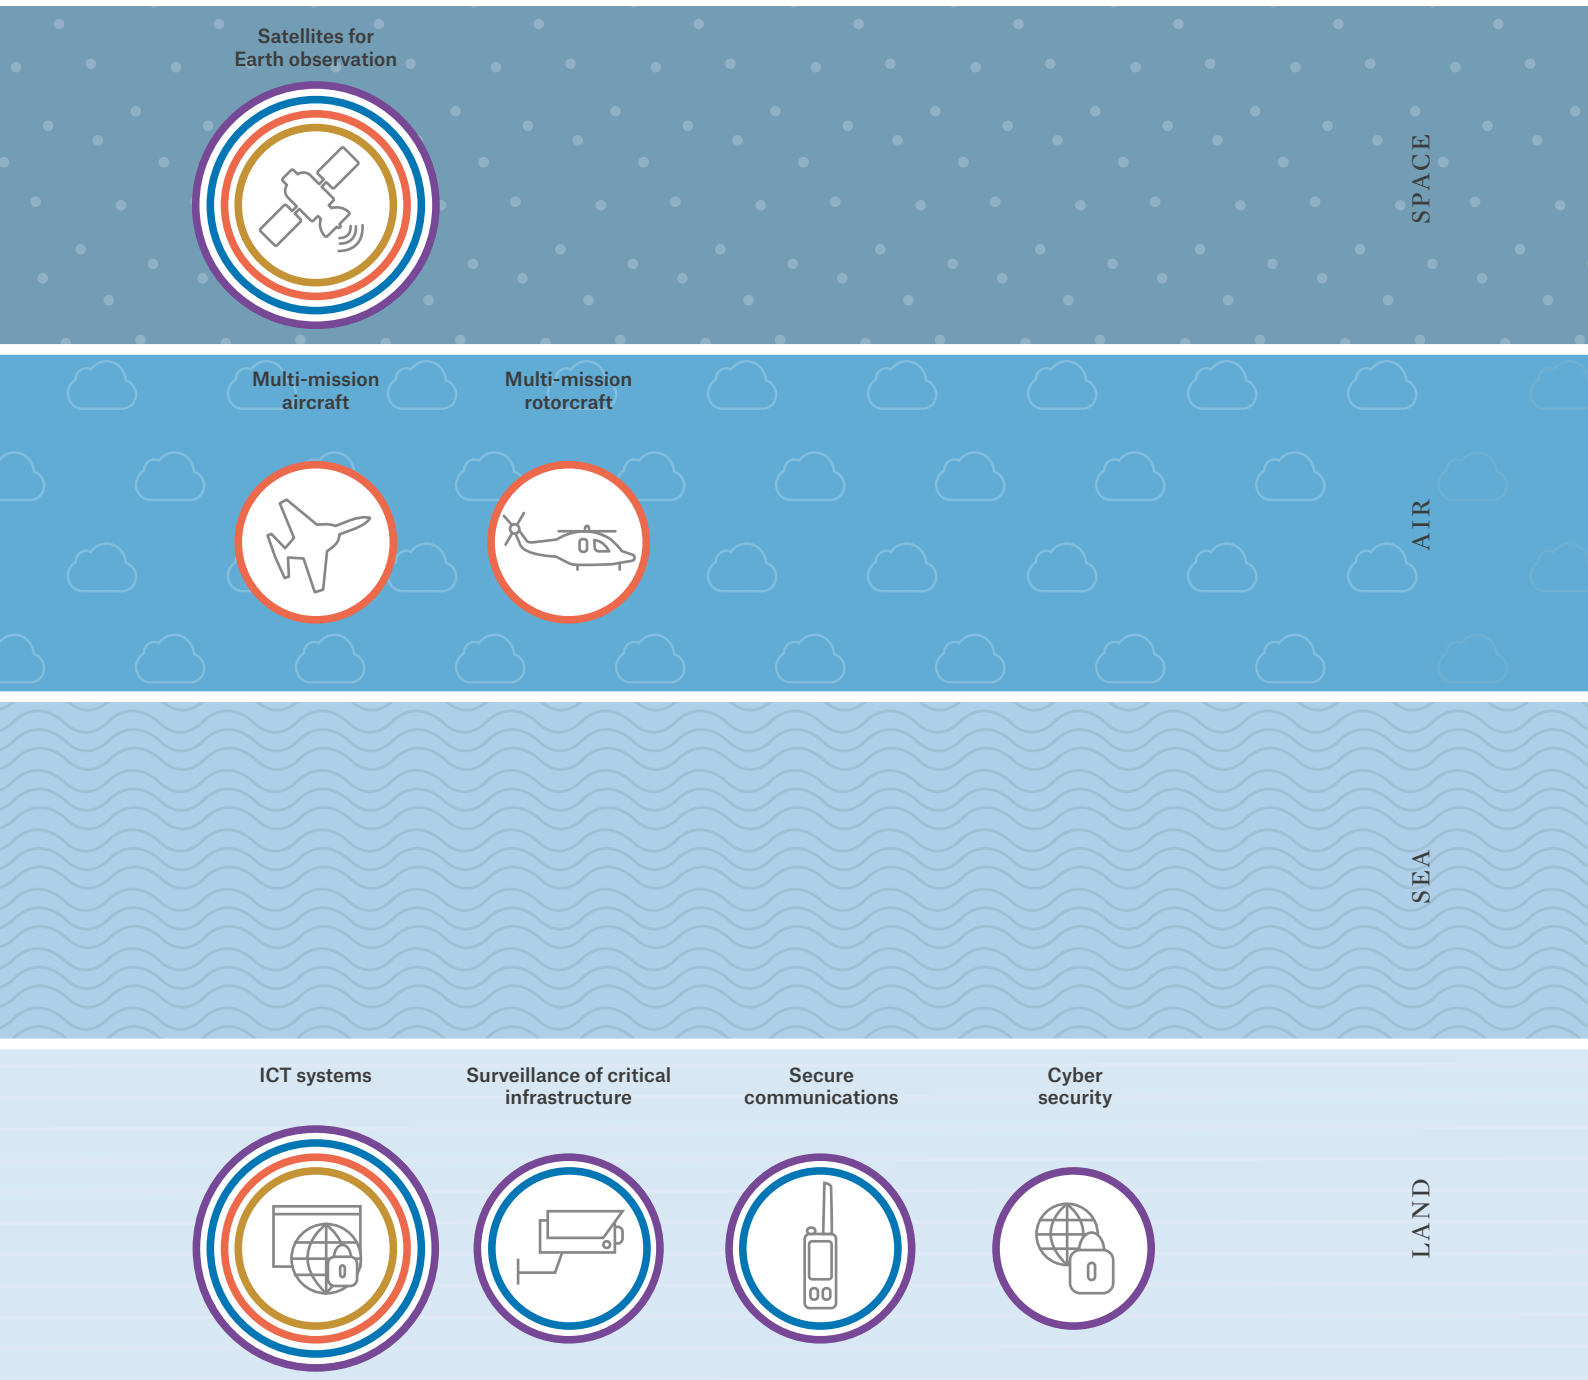 Satellites for
Earth observation
SPACE
Multi-mission
aircraft
Multi-mission
rotorcraft
AIR
SEA
ICT systems
Surveillance of critical
infrastructure
Secure
communications
Cyber
security
LAND